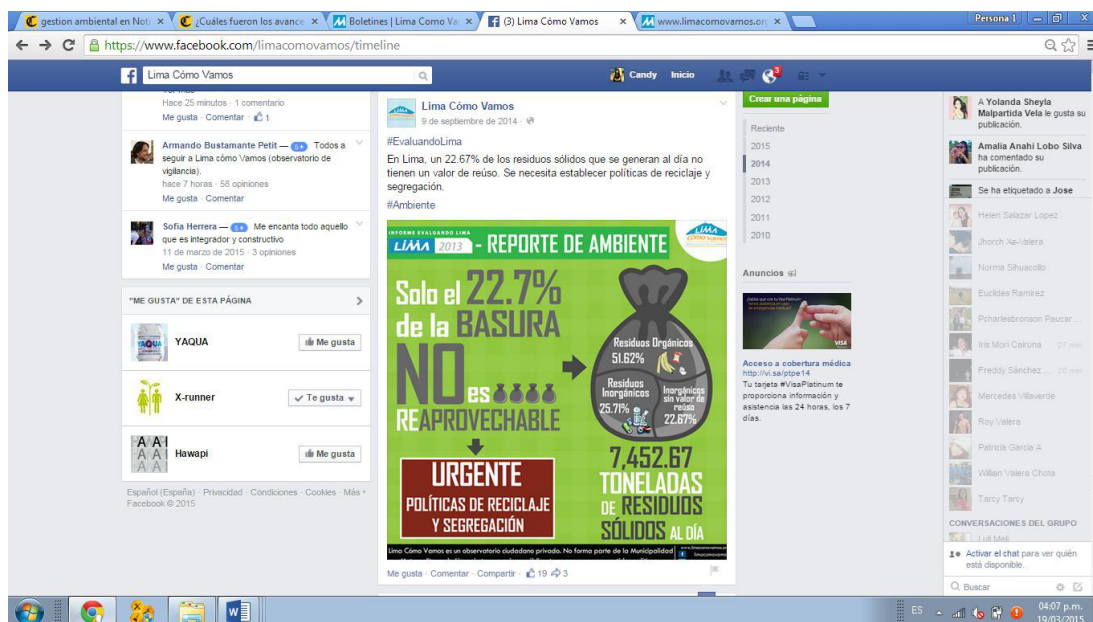 gestion ambiental en Noti
¿Cuáles fueron los avance
Boletines | Lima Como Va
(3) Lima Cómo Vamos
www.limacomovamos.org
Persona 1
https://www.facebook.com/limacomovamos/timeline
Lima Cómo Vamos
Candy Inicio
3
Hace 25 minutos · 1 comentario
Me gusta · Comentar · 1
Armando Bustamante Petit — 5 Todos a
seguir a Lima cómo Vamos (observatorio de
vigilancia).
hace 7 horas · 58 opiniones
Me gusta · Comentar
Sofia Herrera — 5 Me encanta todo aquello
que es integrador y constructivo
11 de marzo de 2015 · 3 opiniones
Me gusta · Comentar
"ME GUSTA" DE ESTA PÁGINA
YAQUA
Me gusta
X-runner
Te gusta
Hawapi
Me gusta
Español (España) · Privacidad · Condiciones · Cookies · Más
Facebook © 2015
Lima Cómo Vamos
9 de septiembre de 2014 ·
#EvaluandoLima
En Lima, un 22.67% de los residuos sólidos que se generan al día no
tienen un valor de reúso. Se necesita establecer políticas de reciclaje y
segregación.
#Ambiente
INFORME EVALUANDO LIMA
LIMA 2013 - REPORTE DE AMBIENTE
LIMA
CÓMO VAMOS
Solo el 22.7%
de la BASURA
NO es
REAPROVECHABLE
URGENTE
POLÍTICAS DE RECICLAJE
Y SEGREGACIÓN
Residuos Orgánicos
51.62%
Residuos
Inorgánicos
25.71%
Inorgánicos
sin valor de
reúso
22.67%
7,452.67
TONELADAS
DE RESIDUOS
SÓLIDOS AL DÍA
Lima Cómo Vamos es un observatorio ciudadano privado. No forma parte de la Municipalidad
Me gusta · Comentar · Compartir · 19 3
Crear una página
Reciente
2015
2014
2013
2012
2011
2010
Anuncios
VISA
Acceso a cobertura médica
http://vi.sa/ptpe14
Tu tarjeta #VisaPlatinum te
proporciona información y
asistencia las 24 horas, los 7
días.
A Yolanda Sheyla
Malpartida Vela le gusta su
publicación.
Amalia Anahi Lobo Silva
ha comentado su
publicación.
Se ha etiquetado a Jose
Helen Salazar Lopez
Jhorch Xe-Valera
Norma Sihuacollo
Euclides Ramirez
Pcharlesbronson Paucar ...
Iris Mori Cairuna 27 min
Freddy Sánchez ... 20 min
Mercedes Villaverde
Roy Valera
Patricia Garcia A
Willian Valera Chota
Tarcy Tarcy
CONVERSACIONES DEL GRUPO
Luli Meli
Activar el chat para ver quién
está disponible.
Buscar
ES
04:07 p.m.
19/03/2015